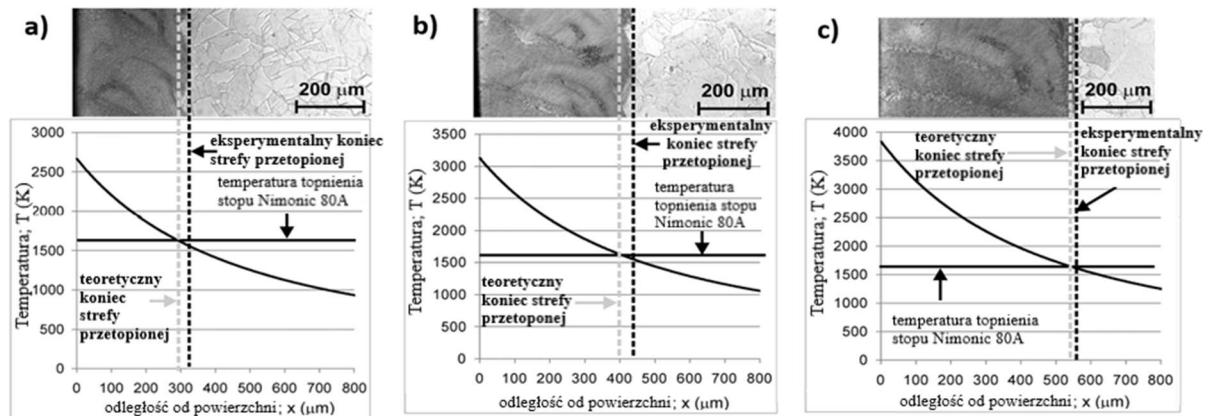 a)
200 µm
3000
2500
2000
1500
1000
500
0
Temperatura; T (K)
eksperymentalny koniec
strefy przetopionej
temperatura topnienia
stopu Nimonic 80A
teoretyczny
koniec
strefy
przetopionej
0 100 200 300 400 500 600 700 800
odległość od powierzchni; x (µm)
b)
200 µm
3500
3000
2500
2000
1500
1000
500
0
Temperatura; T (K)
eksperymentalny
koniec strefy
przetopionej
temperatura
topnienia stopu
Nimonic 80A
teoretyczny
koniec strefy
przetoponej
0 100 200 300 400 500 600 700 800
odległość od powierzchni; x (µm)
c)
200 µm
4000
3500
3000
2500
2000
1500
1000
500
0
Temperatura; T (K)
teoretyczny
koniec strefy
przetopionej
eksperymentalny
koniec strefy
przetopionej
temperatura topnienia
stopu Nimonic 80A
0 100 200 300 400 500 600 700 800
odległość od powierzchni; x (µm)